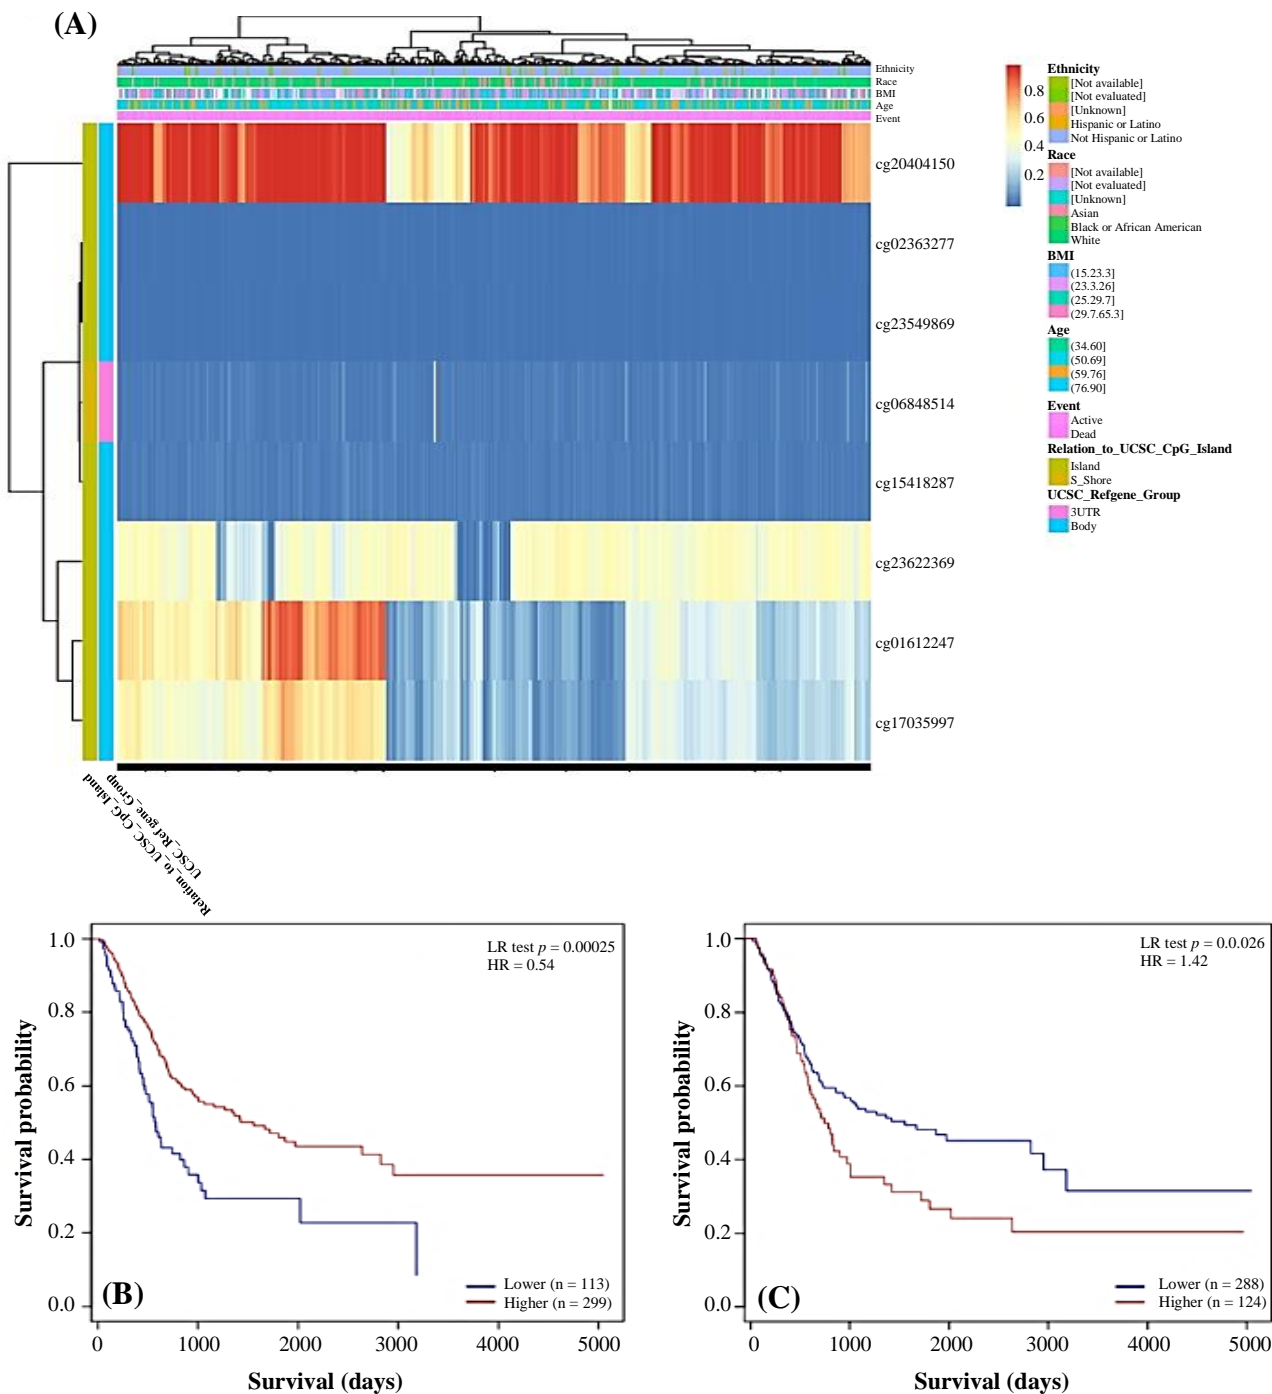 (A)
Ethnicity
Race
BMI
Age
Event
cg20404150
cg02363277
cg23549869
cg06848514
cg15418287
cg23622369
cg01612247
cg17035997
0.8
0.6
0.4
0.2
Ethnicity
[Not available]
[Not evaluated]
[Unknown]
Hispanic or Latino
Not Hispanic or Latino
Race
[Not available]
[Not evaluated]
[Unknown]
Asian
Black or African American
White
BMI
(15.23.3]
(23.3.26]
(25.29.7]
(29.7.65.3]
Age
(34.60]
(50.69]
(59.76]
(76.90]
Event
Active
Dead
Relation_to_UCSC_CpG_Island
Island
S_Shore
UCSC_Refgene_Group
3UTR
Body
Relation_to_UCSC_CpG_Island
UCSC_Ref gene_Group
(B)
LR test p = 0.00025
HR = 0.54
Survival probability
1.0
0.8
0.6
0.4
0.2
0.0
Lower (n = 113)
Higher (n = 299)
0 1000 2000 3000 4000 5000
Survival (days)
(C)
LR test p = 0.0.026
HR = 1.42
Survival probability
1.0
0.8
0.6
0.4
0.2
0.0
Lower (n = 288)
Higher (n = 124)
0 1000 2000 3000 4000 5000
Survival (days)